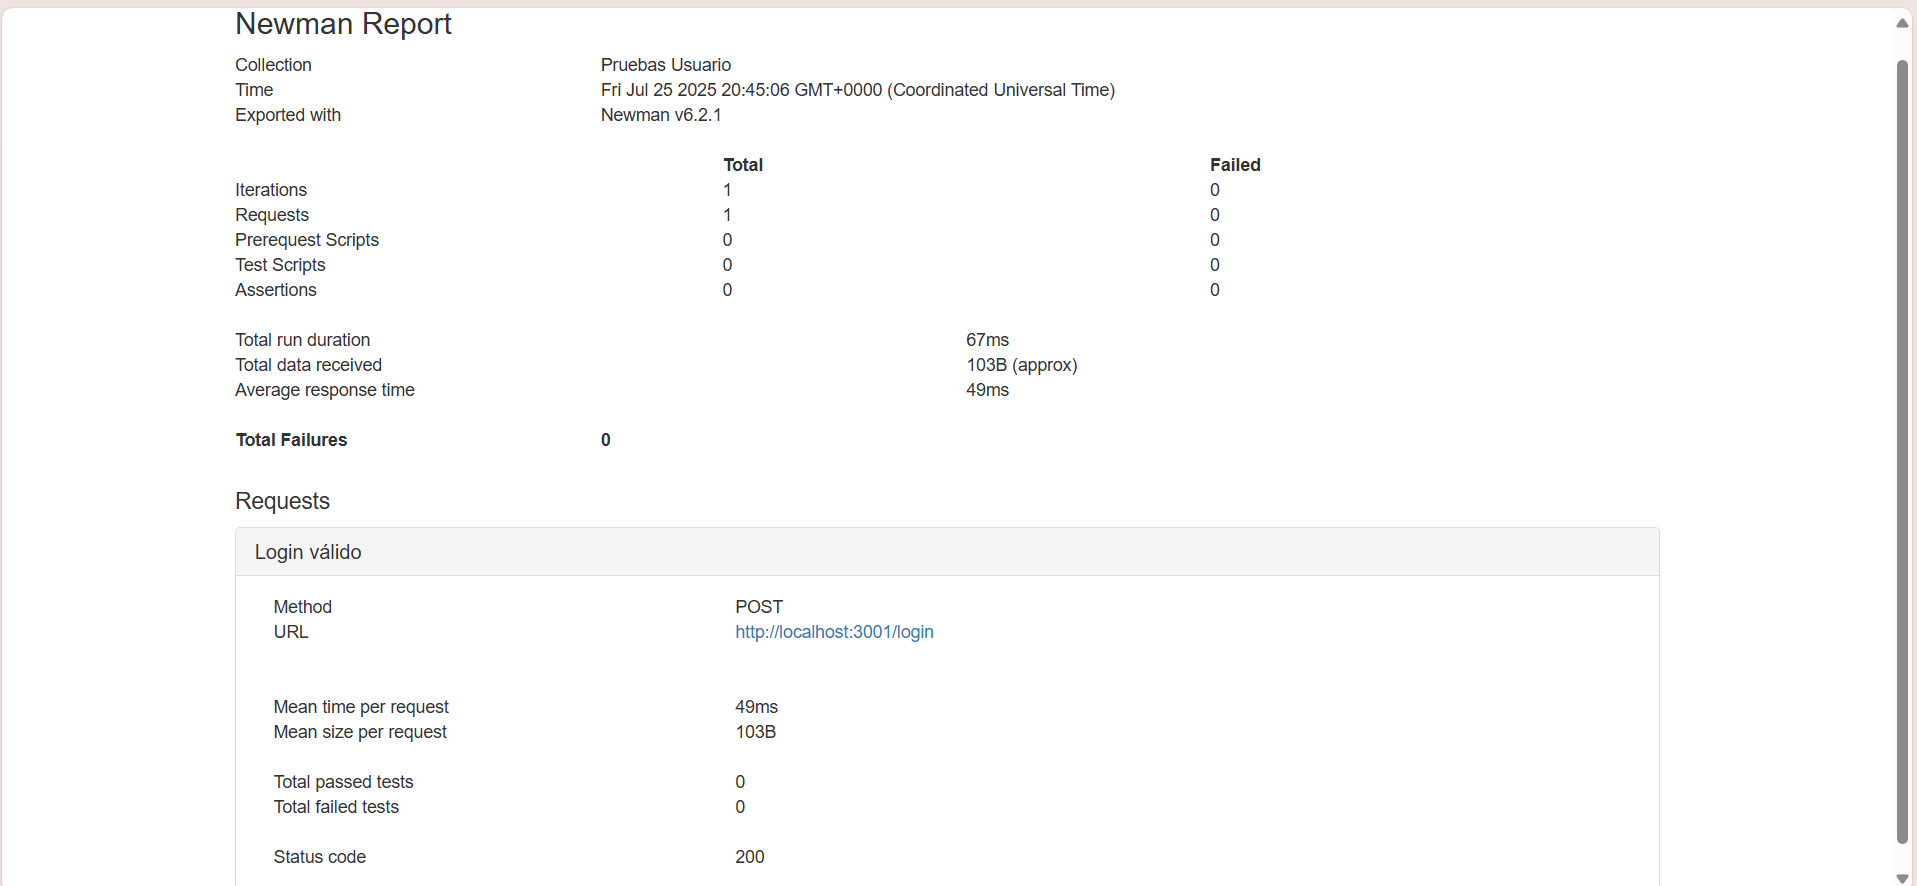 Newman Report
Collection Pruebas Usuario
Time Fri Jul 25 2025 20:45:06 GMT+0000 (Coordinated Universal Time)
Exported with Newman v6.2.1
Total Failed
Iterations 1 0
Requests 1 0
Prerequest Scripts 0 0
Test Scripts 0 0
Assertions 0 0
Total run duration 67ms
Total data received 103B (approx)
Average response time 49ms
Total Failures 0
Requests
Login válido
Method POST
URL http://localhost:3001/login
Mean time per request 49ms
Mean size per request 103B
Total passed tests 0
Total failed tests 0
Status code 200